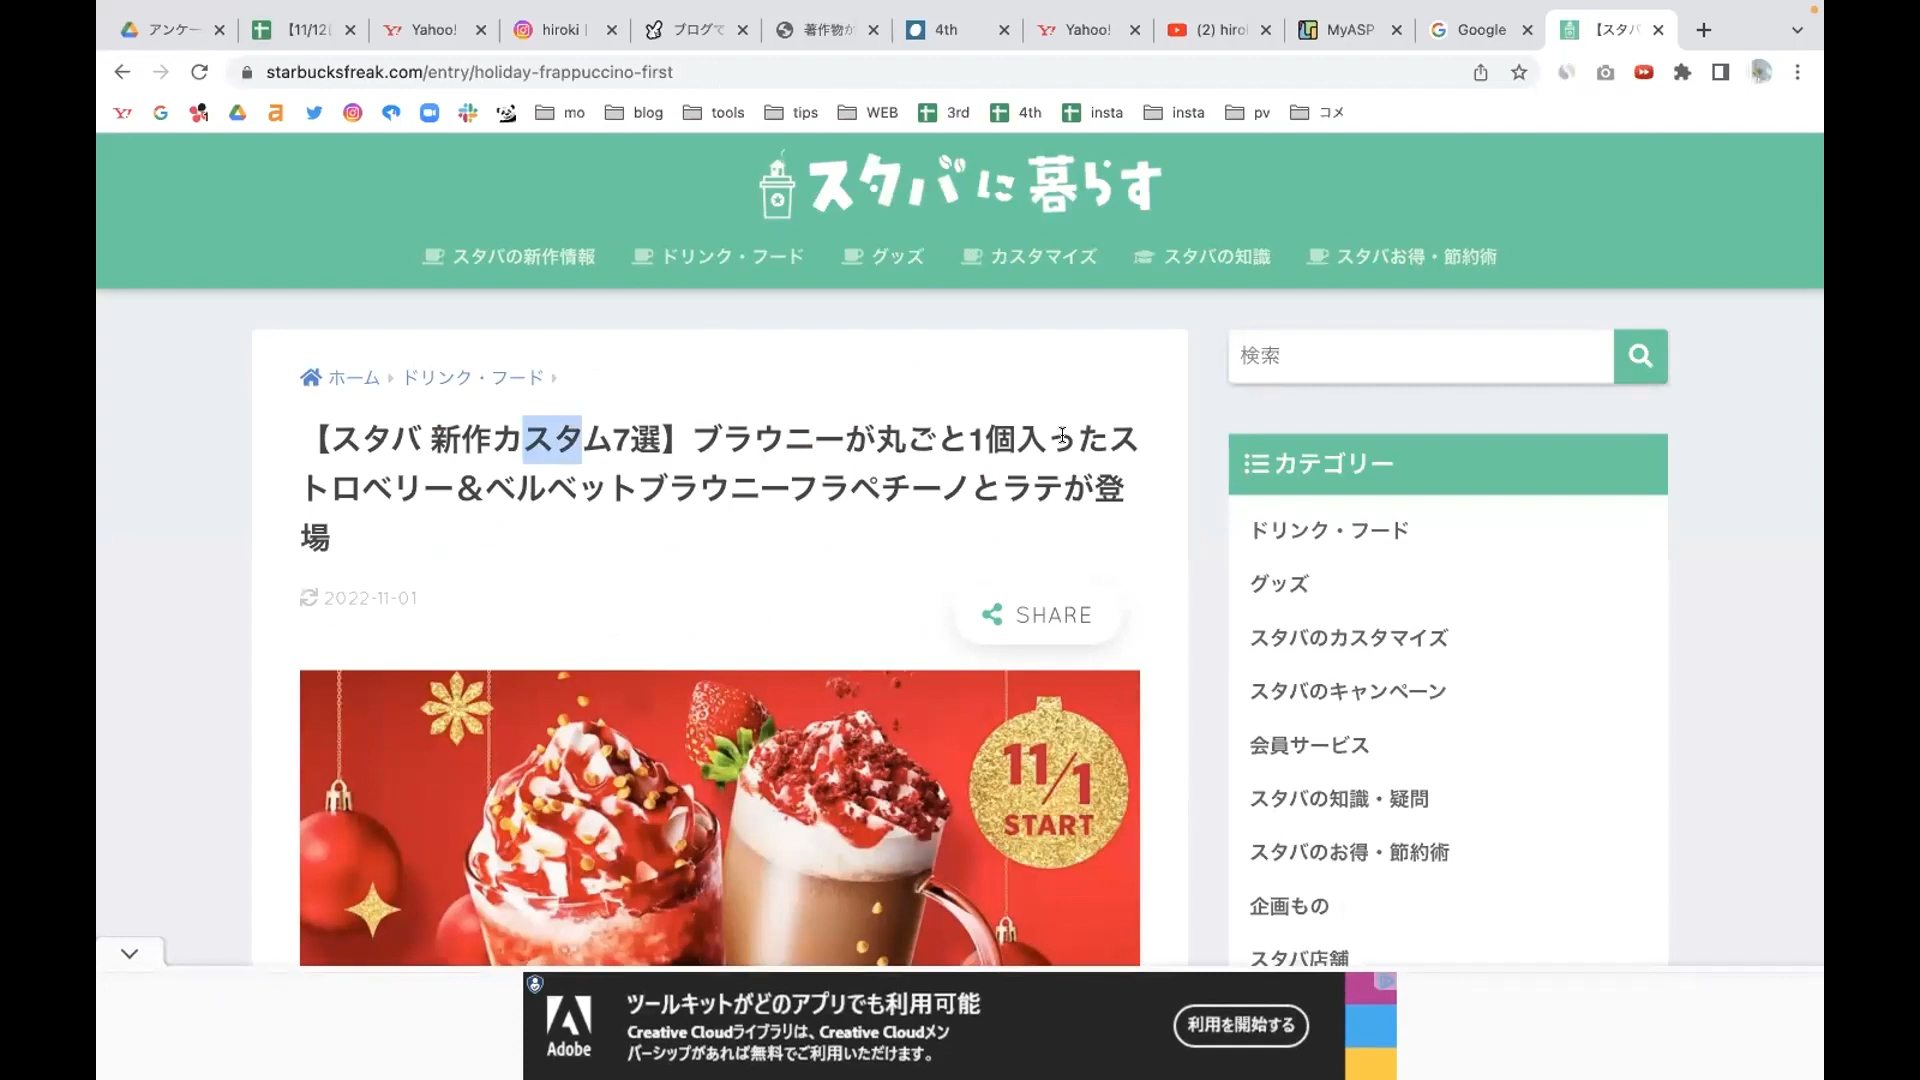 アンケー
【11/12(
Yahoo!
hiroki |
ブログて
著作物か
4th
Yahoo!
(2) hirol
MyASP
Google
【スタバ
starbucksfreak.com/entry/holiday-frappuccino-first
mo
blog
tools
tips
WEB
3rd
4th
insta
insta
pv
コメ
スタバに暮らす
スタバの新作情報
ドリンク・フード
グッズ
カスタマイズ
スタバの知識
スタバお得・節約術
ホーム
ドリンク・フード
【スタバ 新作カスタム7選】ブラウニーが丸ごと1個入ったス
トロベリー＆ベルベットブラウニーフラペチーノとラテが登
場
2022-11-01
SHARE
11/1
START
検索
カテゴリー
ドリンク・フード
グッズ
スタバのカスタマイズ
スタバのキャンペーン
会員サービス
スタバの知識・疑問
スタバのお得・節約術
企画もの
スタバ店舗
Adobe
ツールキットがどのアプリでも利用可能
Creative Cloudライブラリは、Creative Cloudメン
バーシップがあれば無料でご利用いただけます。
利用を開始する